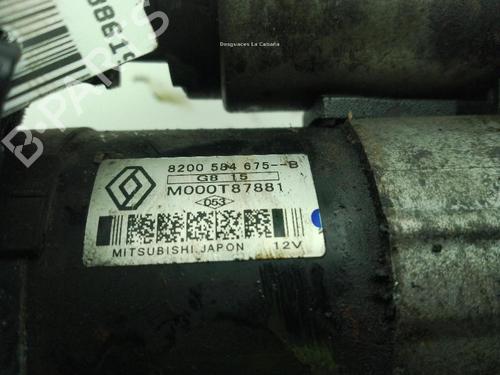 Desguaces La Cabaña
B-PARTS
8200 584 675--B
G8 15
M000T87881
D53
MITSUBISHI JAPON 12V